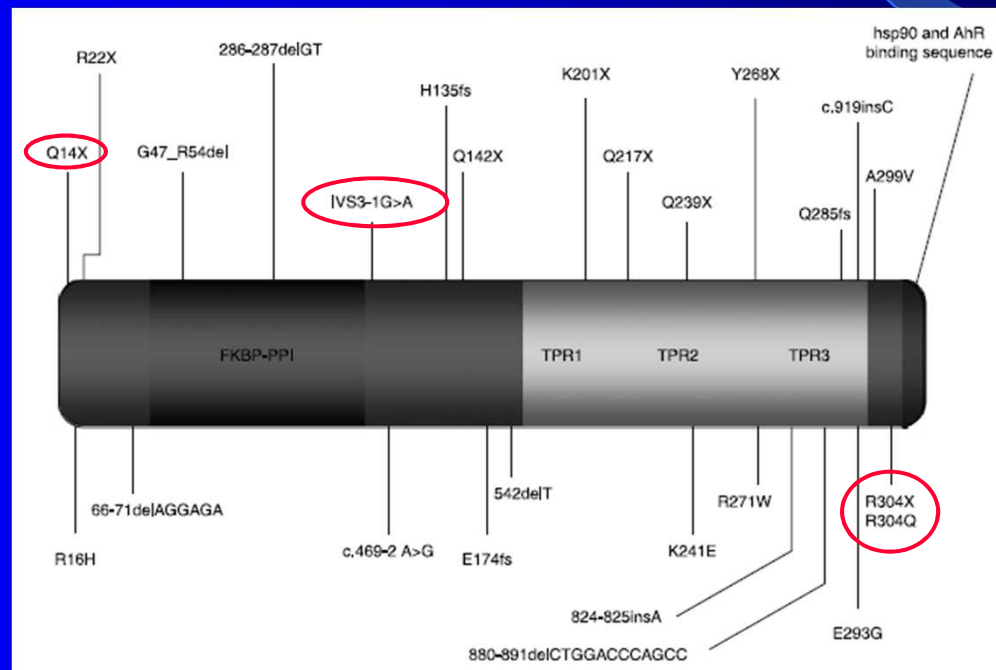 hsp90 and AhR
binding sequence
R22X
286-287delGT
K201X
Y268X
H135fs
c.919insC
Q14X
G47_R54del
Q142X
Q217X
A299V
IVS3-1G>A
Q239X
Q285fs
FKBP-PPI
TPR1
TPR2
TPR3
66-71delAGGAGA
542delT
R271W
R304X
R304Q
R16H
c.469-2 A>G
E174fs
K241E
824-825insA
E293G
880-891delCTGGACCCAGCC